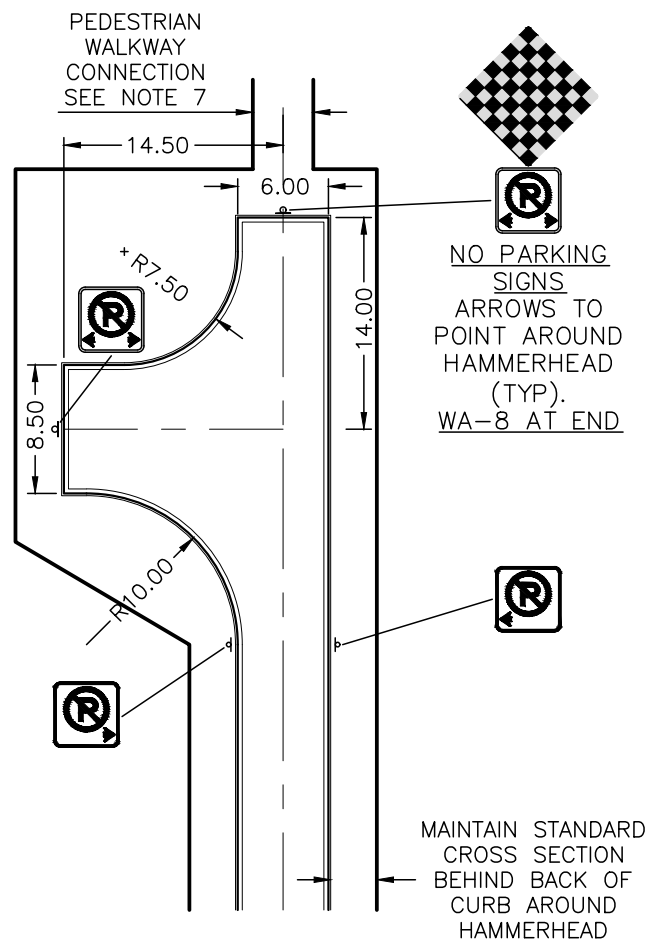 PEDESTRIAN
WALKWAY
CONNECTION
SEE NOTE 7
14.50
6.00
P
NO PARKING
SIGNS
ARROWS TO
POINT AROUND
HAMMERHEAD
(TYP).
WA-8 AT END
R7.50
P
14.00
8.50
R10.00
P
P
MAINTAIN STANDARD
CROSS SECTION
BEHIND BACK OF
CURB AROUND
HAMMERHEAD